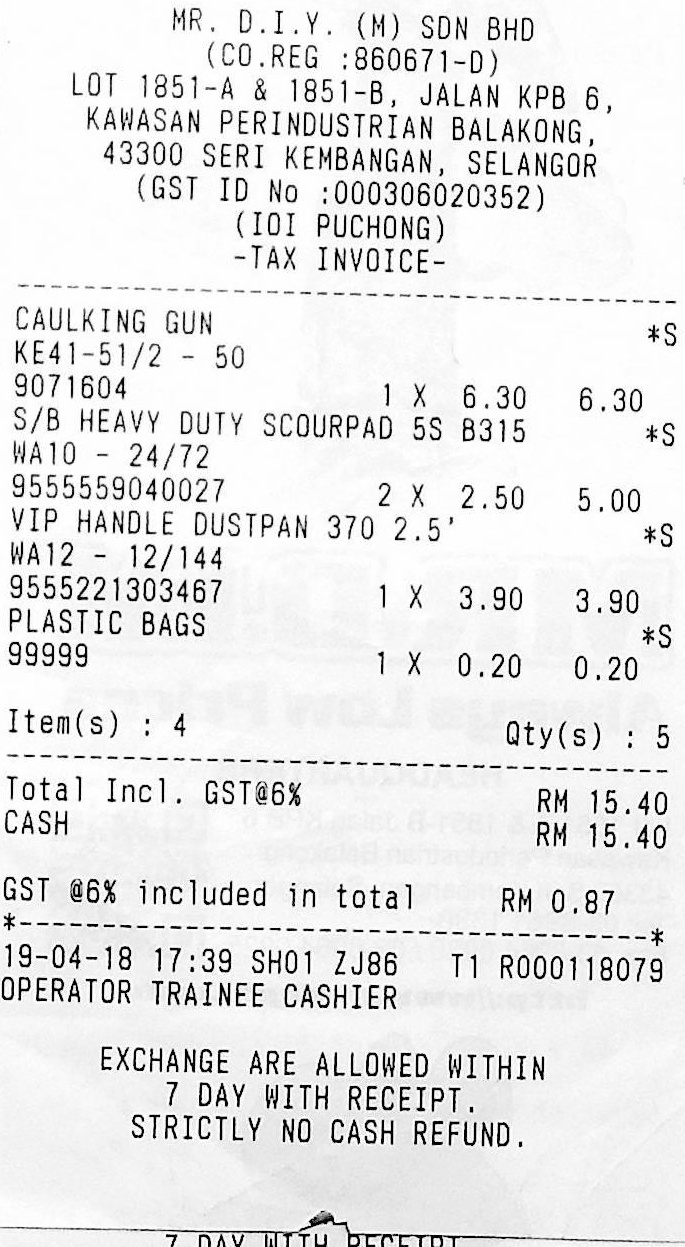 MR. D.I.Y. (M) SDN BHD
(CO.REG :860671-D)
LOT 1851-A & 1851-B, JALAN KPB 6,
KAWASAN PERINDUSTRIAN BALAKONG,
43300 SERI KEMBANGAN, SELANGOR
(GST ID No :000306020352)
(IOI PUCHONG)
-TAX INVOICE-
CAULKING GUN *S
KE41-51/2 - 50
9071604 1 X 6.30 6.30
S/B HEAVY DUTY SCOURPAD 5S B315 *S
WA10 - 24/72
9555559040027 2 X 2.50 5.00
VIP HANDLE DUSTPAN 370 2.5' *S
WA12 - 12/144
9555221303467 1 X 3.90 3.90
PLASTIC BAGS *S
99999 1 X 0.20 0.20
Item(s) : 4 Qty(s) : 5
Total Incl. GST@6% RM 15.40
CASH RM 15.40
GST @6% included in total RM 0.87
*--------------------------------------*
19-04-18 17:39 SH01 ZJ86 T1 R000118079
OPERATOR TRAINEE CASHIER
EXCHANGE ARE ALLOWED WITHIN
7 DAY WITH RECEIPT.
STRICTLY NO CASH REFUND.
7 DAY WITH RECEIPT